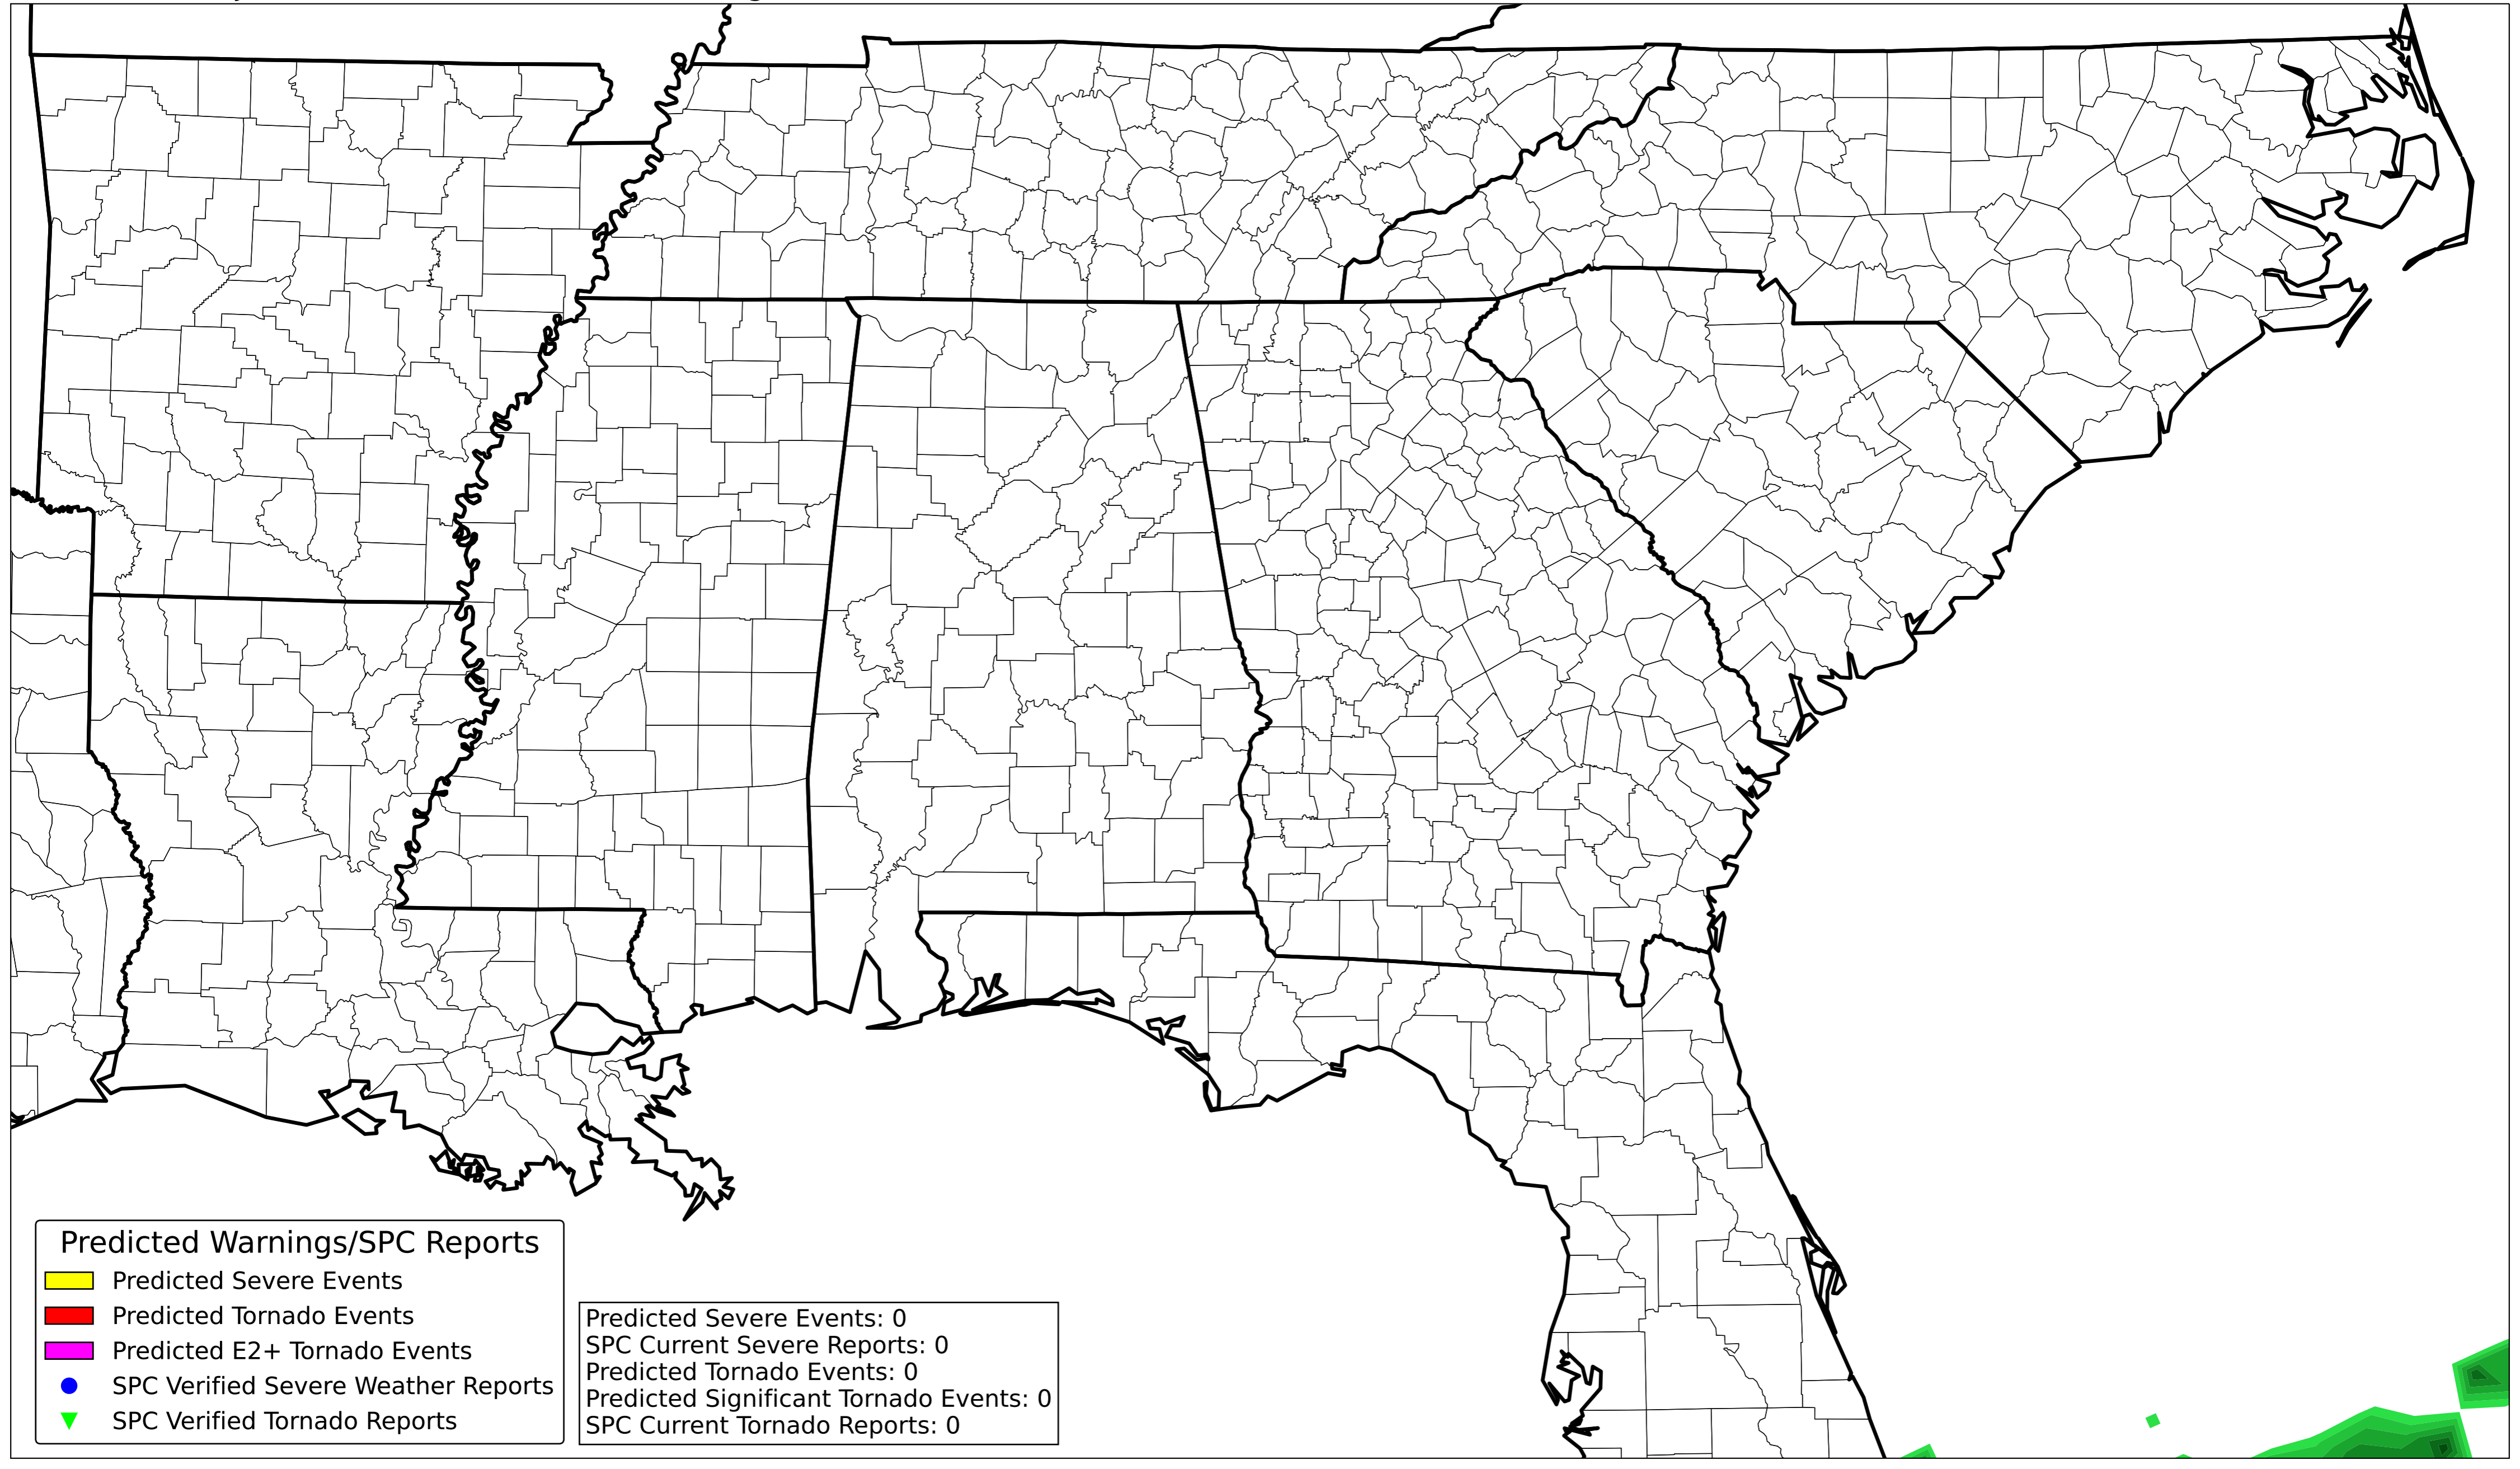 Predicted Warnings/SPC Reports
Predicted Severe Events
Predicted Tornado Events
Predicted E2+ Tornado Events
SPC Verified Severe Weather Reports
SPC Verified Tornado Reports
Predicted Severe Events: 0
SPC Current Severe Reports: 0
Predicted Tornado Events: 0
Predicted Significant Tornado Events: 0
SPC Current Tornado Reports: 0